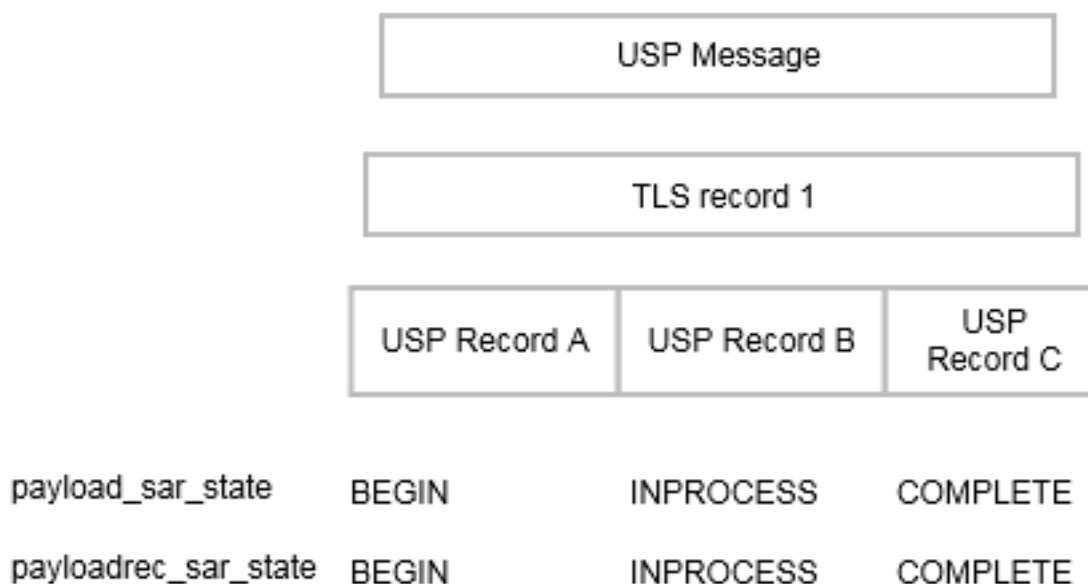 USP Message
TLS record 1
USP Record A
USP Record B
USP
Record C
payload_sar_state BEGIN INPROCESS COMPLETE
payloadrec_sar_state BEGIN INPROCESS COMPLETE